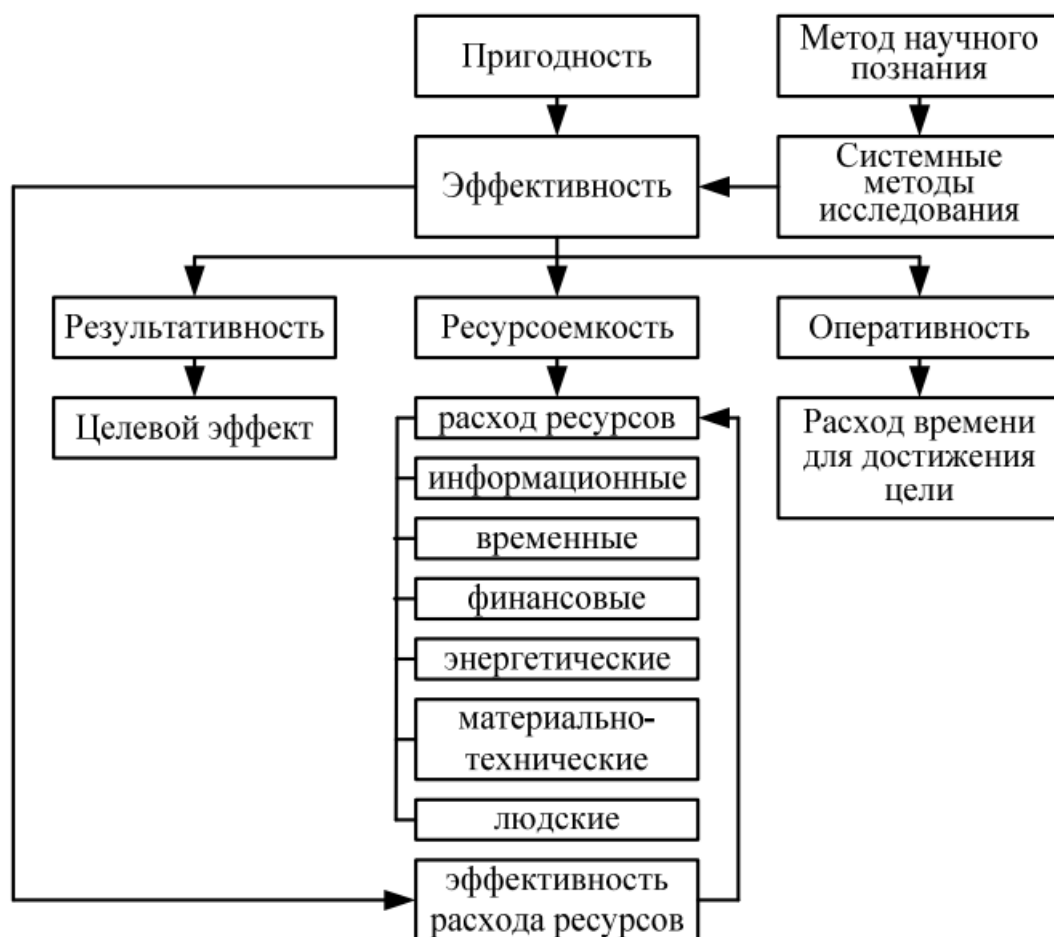 Пригодность
Метод научного
познания
Эффективность
Системные
методы
исследования
Результативность
Ресурсоемкость
Оперативность
Целевой эффект
расход ресурсов
Расход времени
для достижения
цели
информационные
временные
финансовые
энергетические
материально-
технические
людские
эффективность
расхода ресурсов